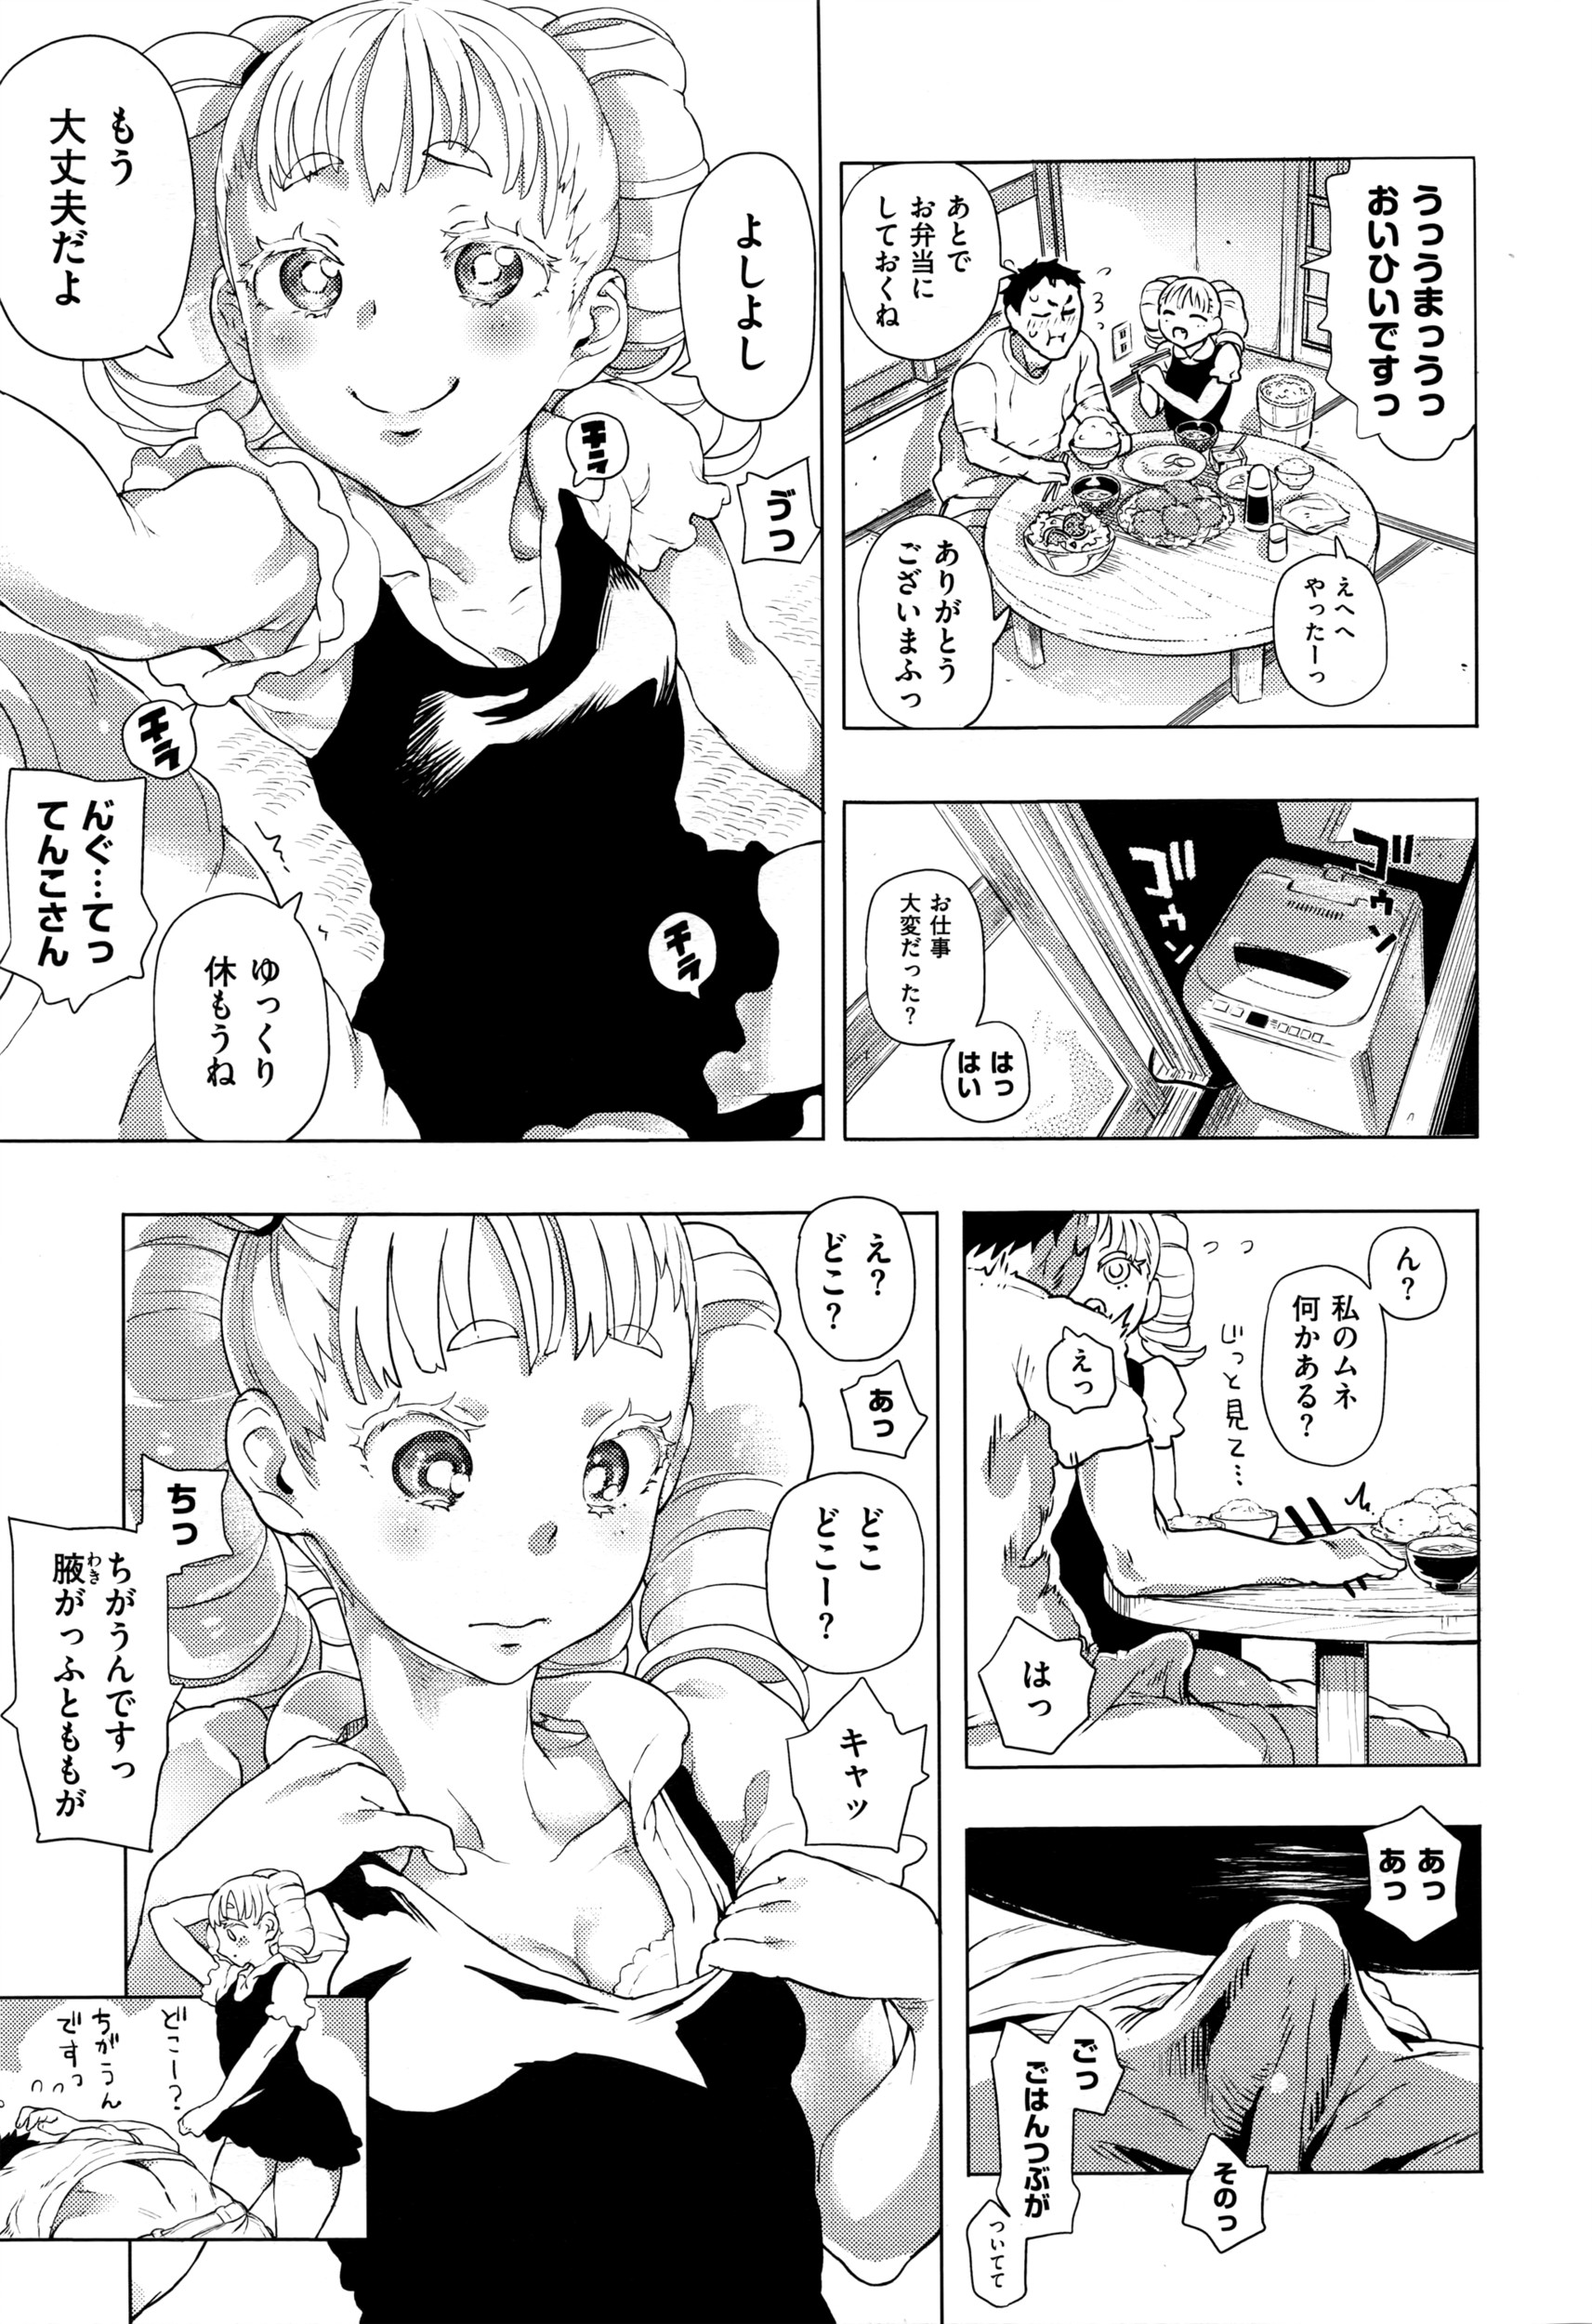 うっうまっうっ
おいひいですっ
あとで
お弁当に
しておくね
えへへ
やったーっ
ありがとう
ございまふっ
ゴゥン
ゴゥン
お仕事
大変だった?
はっ
はい
よしよし
もう
大丈夫だよ
チラ
ゔっ
チラ
んぐ…てっ
てんこさん
チラ
ゆっくり
休もうね
ん?
私のムネ
何かある?
じっと見て…
えっ
はっ
あっ
あっ
ごっ
ごはんつぶが
ついてて
そのっ
え?
どこ?
あっ
どこ
どこー?
キャッ
ちっ
ちがうんですっ
腋がっふとももが
わき
どこー?
ちがうん
ですっ